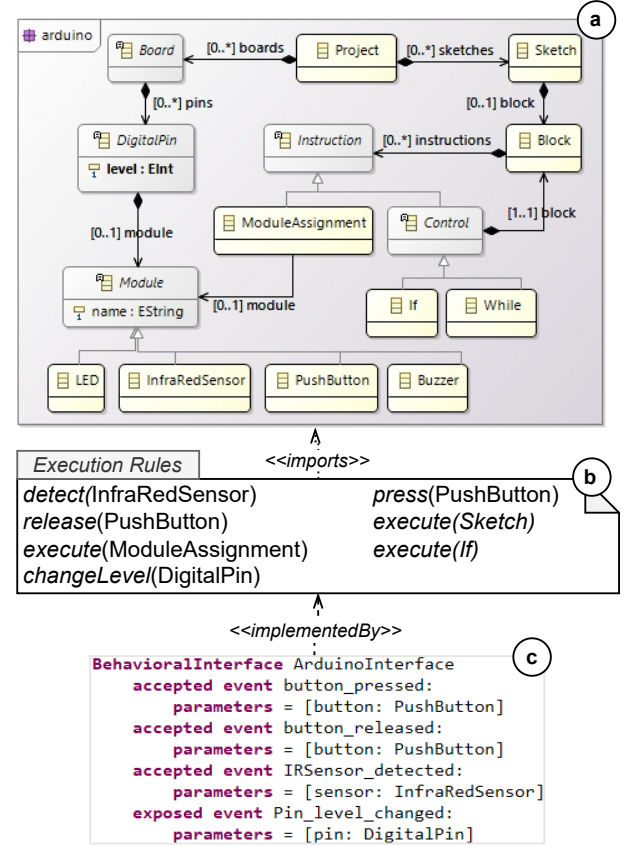 a
arduino
Board
[0..*] boards
Project
[0..*] sketches
Sketch
[0..*] pins
[0..1] block
DigitalPin
level : EInt
Instruction
[0..*] instructions
Block
[0..1] module
ModuleAssignment
Control
[1..1] block
Module
name : EString
[0..1] module
If
While
LED
InfraRedSensor
PushButton
Buzzer
<<imports>>
Execution Rules
b
detect(InfraRedSensor) press(PushButton)
release(PushButton) execute(Sketch)
execute(ModuleAssignment) execute(If)
changeLevel(DigitalPin)
<<implementedBy>>
c
BehavioralInterface ArduinoInterface
accepted event button_pressed:
parameters = [button: PushButton]
accepted event button_released:
parameters = [button: PushButton]
accepted event IRSensor_detected:
parameters = [sensor: InfraRedSensor]
exposed event Pin_level_changed:
parameters = [pin: DigitalPin]